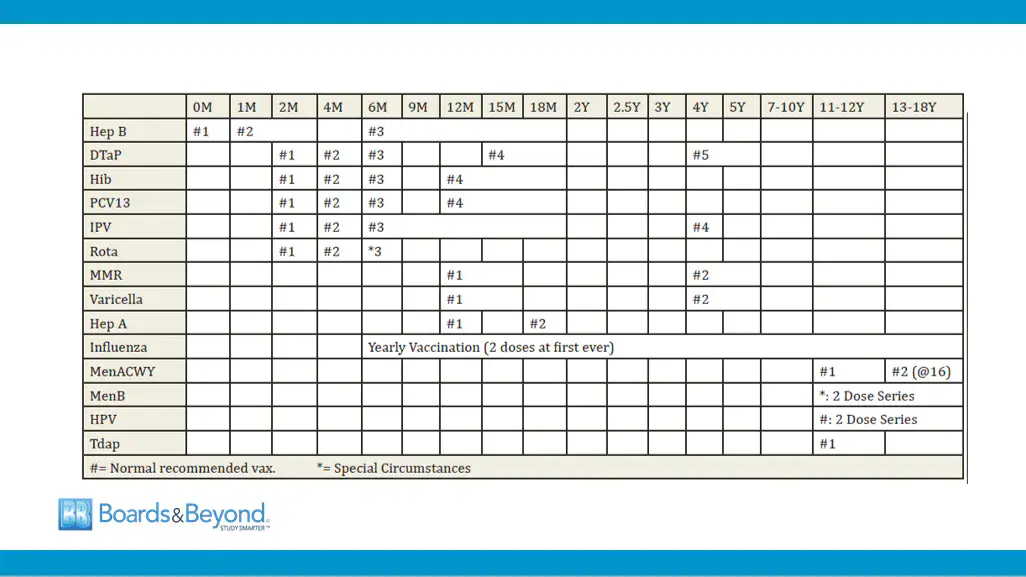 0M 1M 2M 4M 6M 9M 12M 15M 18M 2Y 2.5Y 3Y 4Y 5Y 7-10Y 11-12Y 13-18Y
Hep B #1 #2 #3
DTaP #1 #2 #3 #4 #5
Hib #1 #2 #3 #4
PCV13 #1 #2 #3 #4
IPV #1 #2 #3 #4
Rota #1 #2 *3
MMR #1 #2
Varicella #1 #2
Hep A #1 #2
Influenza Yearly Vaccination (2 doses at first ever)
MenACWY #1 #2 (@16)
MenB *: 2 Dose Series
HPV #: 2 Dose Series
Tdap #1
#= Normal recommended vax. *= Special Circumstances
BB Boards&Beyond®
STUDY SMARTER™